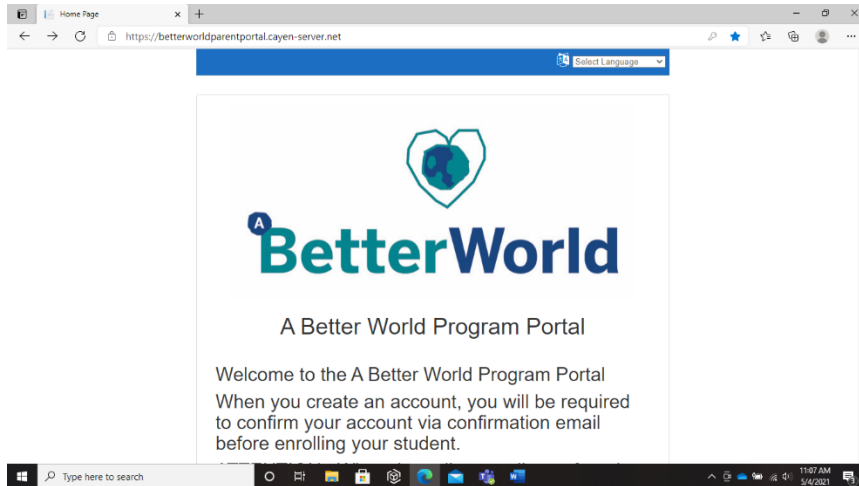 Home Page
https://betterworldparentportal.cayen-server.net
Select Language
A
BetterWorld
A Better World Program Portal
Welcome to the A Better World Program Portal
When you create an account, you will be required
to confirm your account via confirmation email
before enrolling your student.
Type here to search
11:07 AM
5/4/2021